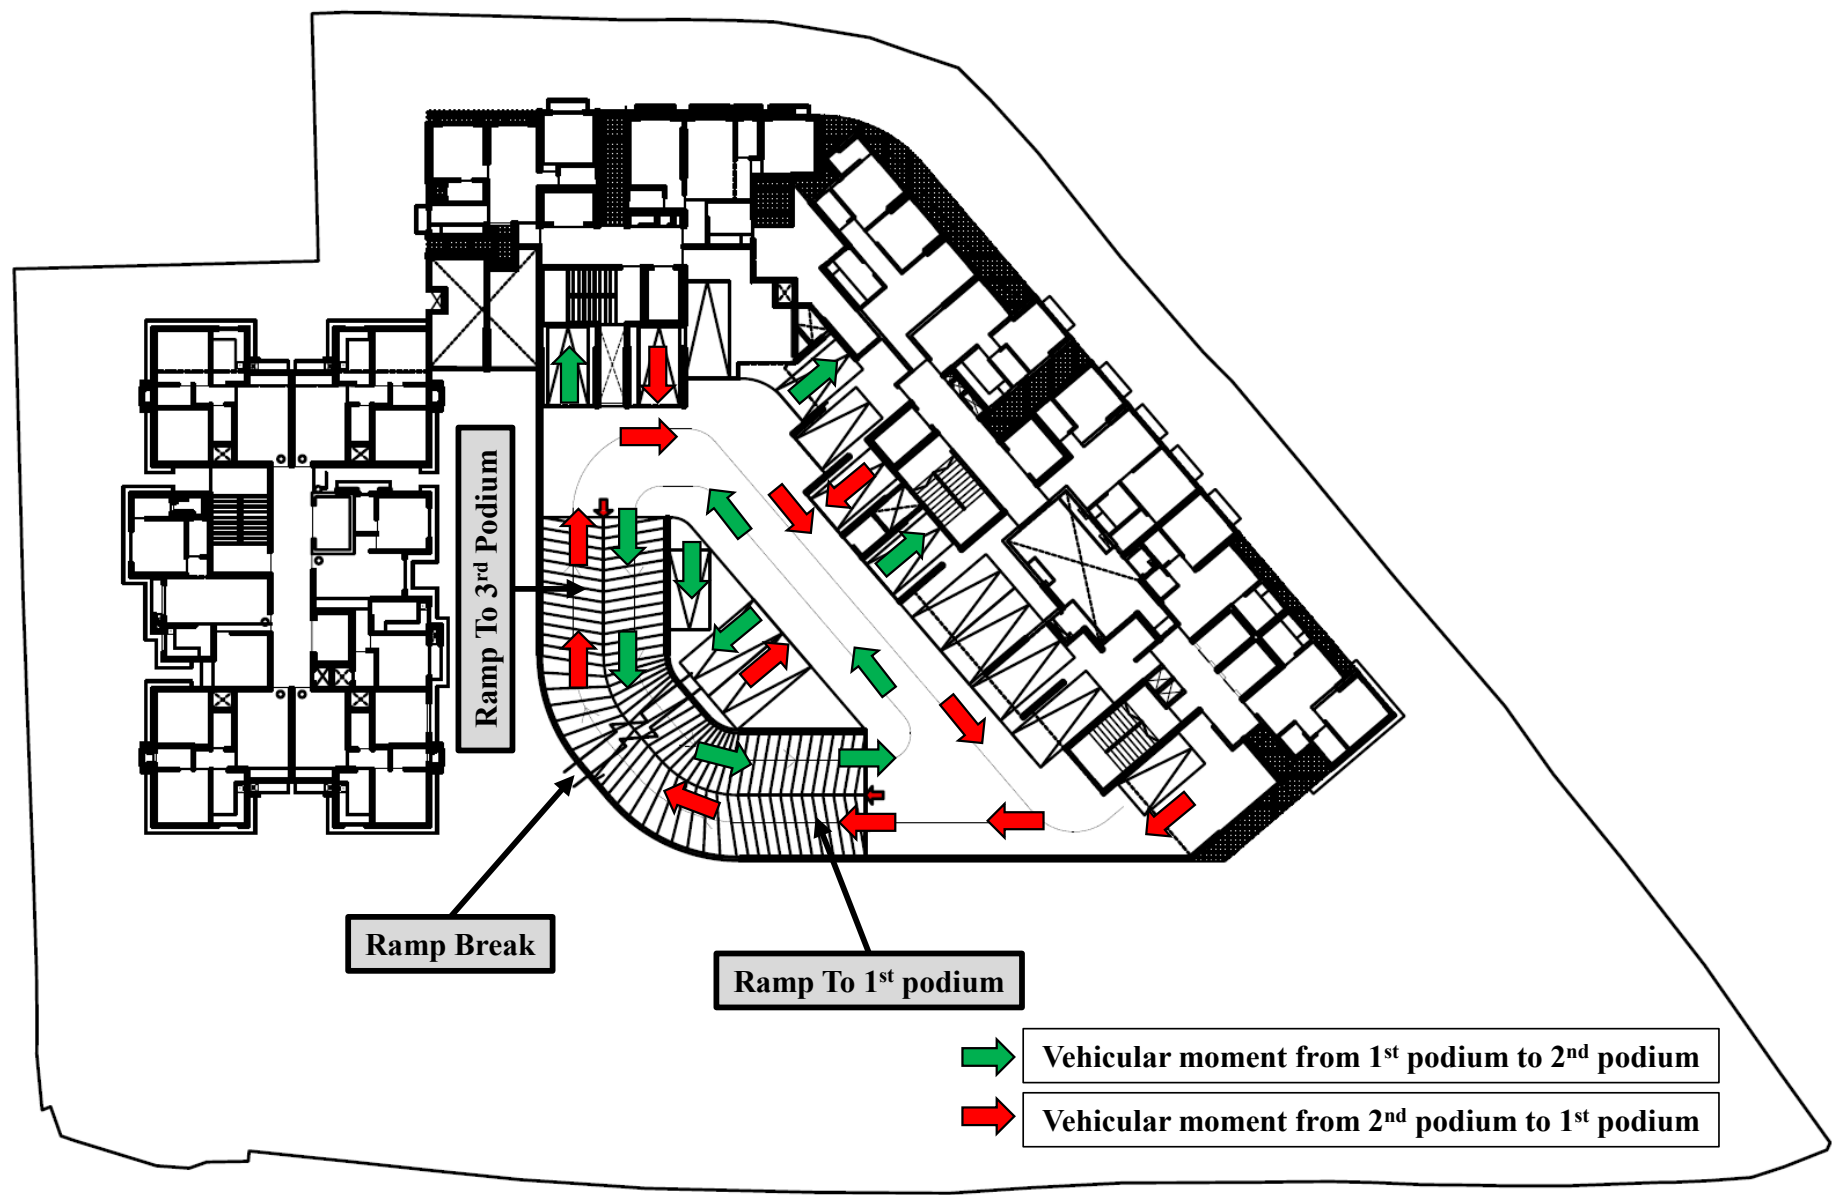 Ramp To 3rd Podium
Ramp Break
Ramp To 1st podium
Vehicular moment from 1st podium to 2nd podium
Vehicular moment from 2nd podium to 1st podium